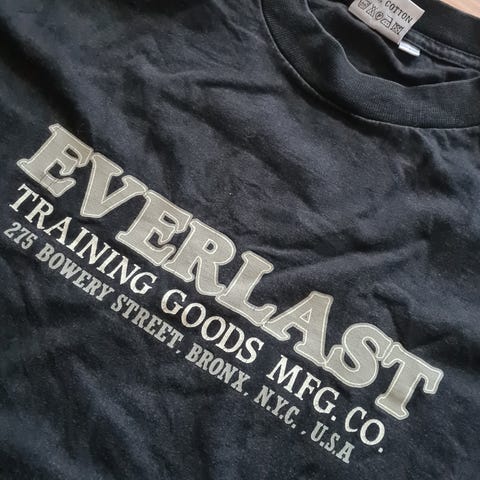 COTTON
EVERLAST
TRAINING GOODS MFG. CO.
275 BOWERY STREET, BRONX, N.Y.C., U.S.A